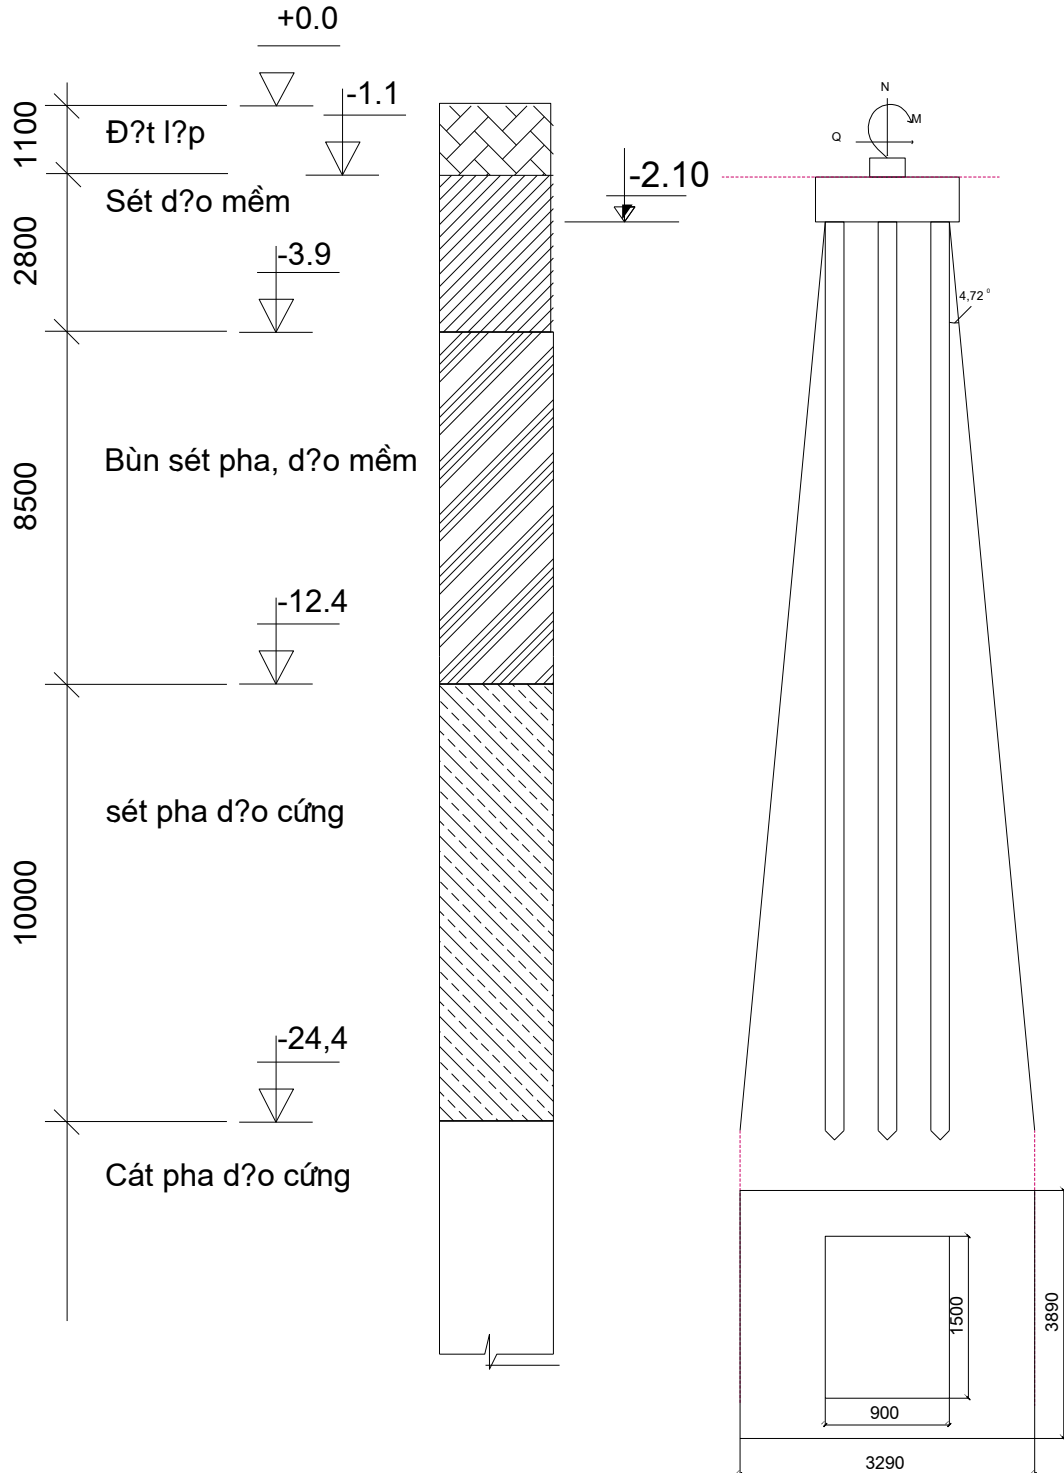 +0.0
-1.1
1100
Đ?t l?p
N
M
Q
-2.10
Sét d?o mềm
2800
-3.9
4,72 0
Bùn sét pha, d?o mềm
8500
-12.4
sét pha d?o cứng
10000
-24,4
Cát pha d?o cứng
1500
3890
900
3290